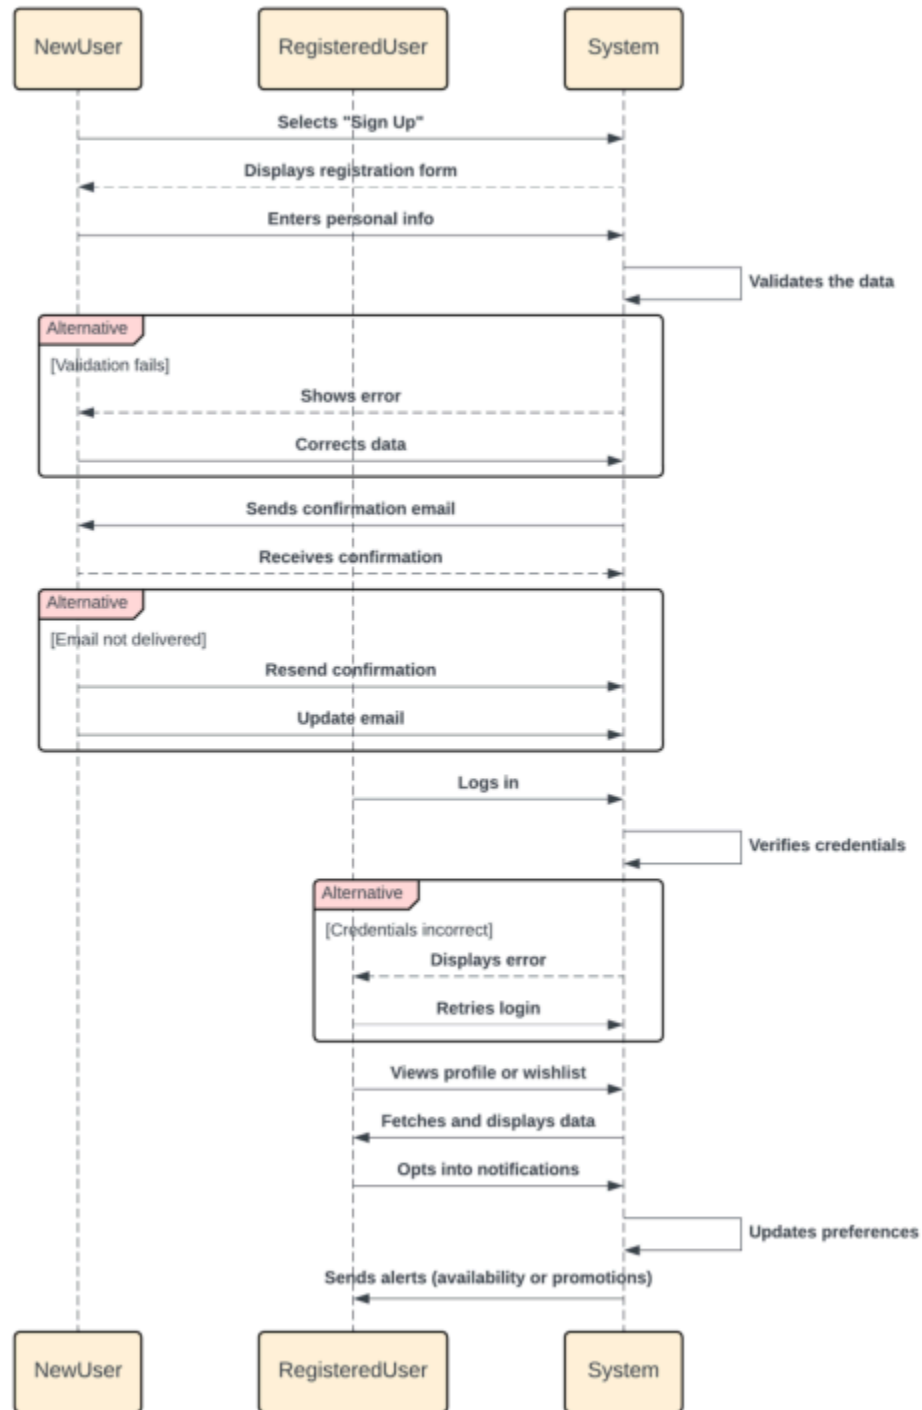 NewUser
RegisteredUser
System
Selects "Sign Up"
Displays registration form
Enters personal info
Validates the data
Alternative
[Validation fails]
Shows error
Corrects data
Sends confirmation email
Receives confirmation
Alternative
[Email not delivered]
Resend confirmation
Update email
Logs in
Verifies credentials
Alternative
[Credentials incorrect]
Displays error
Retries login
Views profile or wishlist
Fetches and displays data
Opts into notifications
Updates preferences
Sends alerts (availability or promotions)
NewUser
RegisteredUser
System